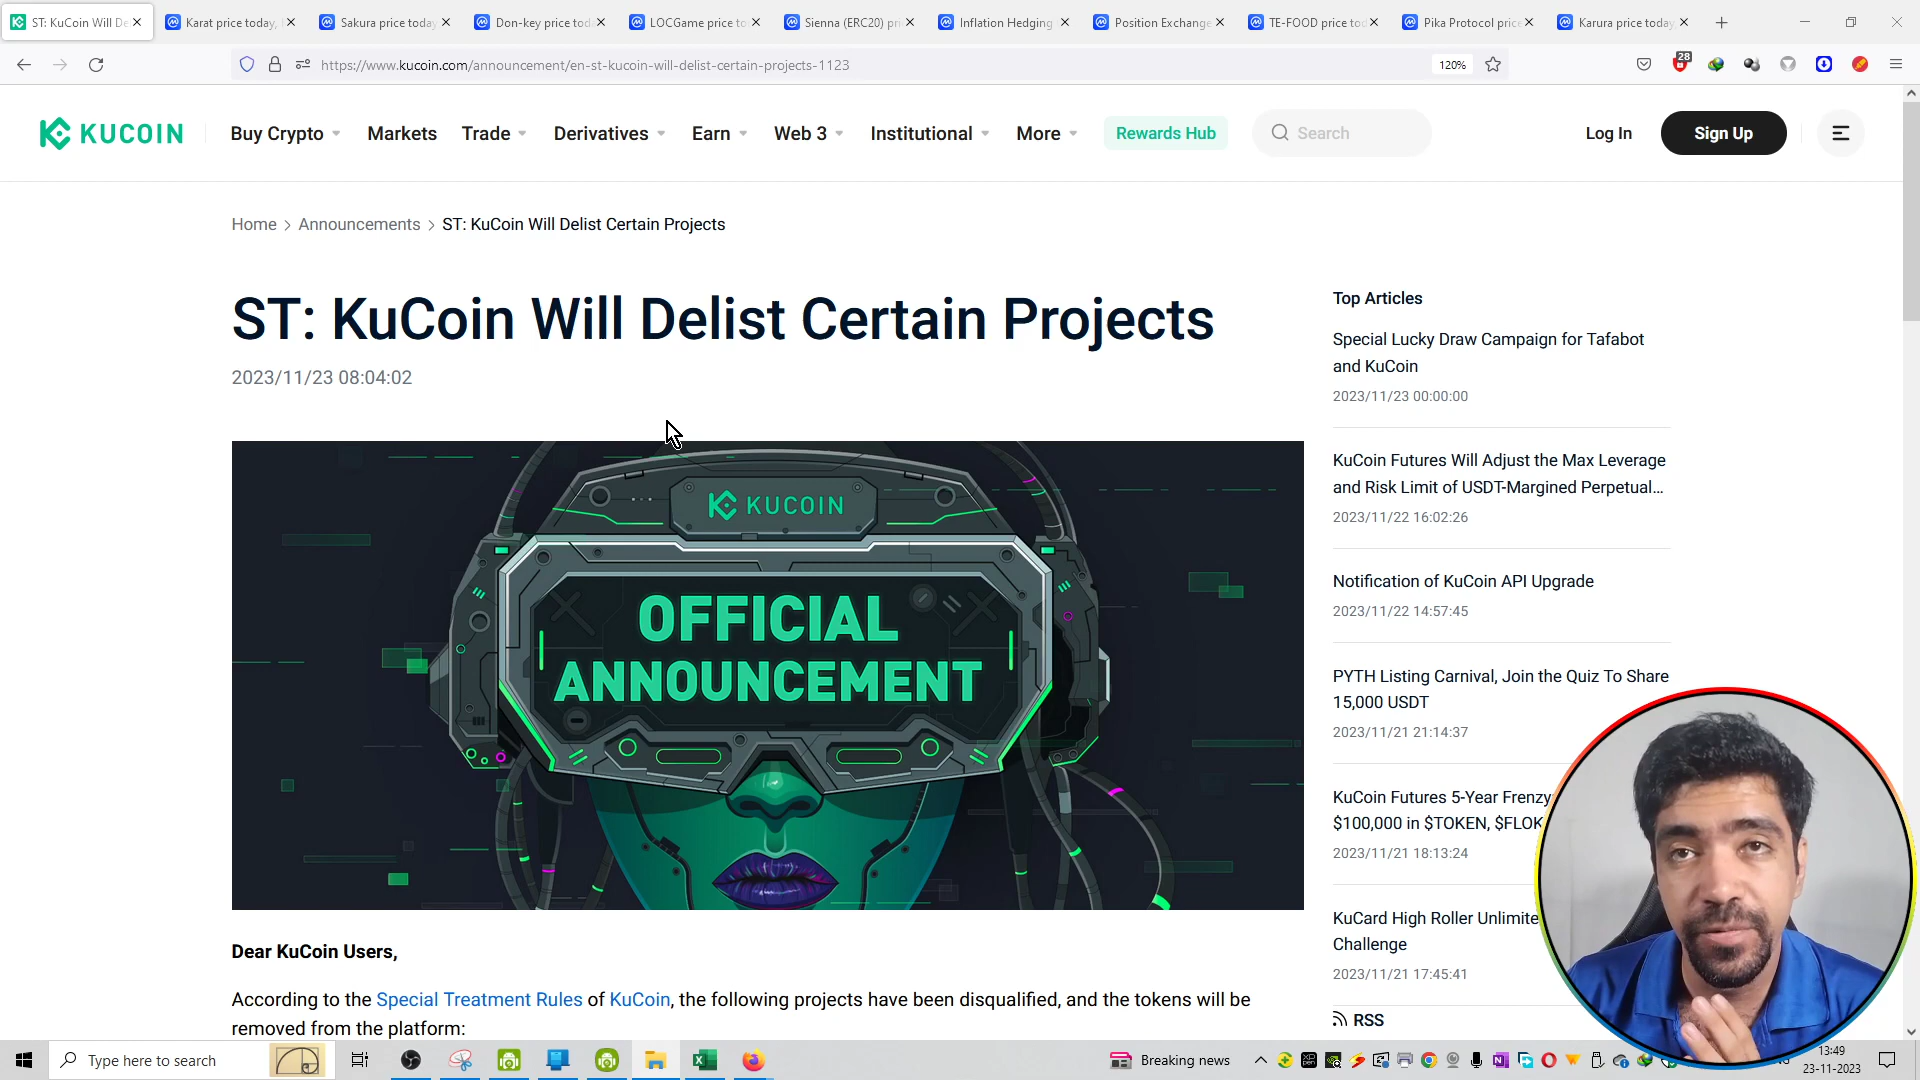 ST: KuCoin Will De
Karat price today,
Sakura price today
Don-key price tod
LOCGame price to
Sienna (ERC20) pri
Inflation Hedging
Position Exchange
TE-FOOD price tod
Pika Protocol price
Karura price today
https://www.kucoin.com/announcement/en-st-kucoin-will-delist-certain-projects-1123
120%
28
KUCOIN
Buy Crypto
Markets
Trade
Derivatives
Earn
Web 3
Institutional
More
Rewards Hub
Search
Log In
Sign Up
Home > Announcements > ST: KuCoin Will Delist Certain Projects
ST: KuCoin Will Delist Certain Projects
2023/11/23 08:04:02
KUCOIN
OFFICIAL
ANNOUNCEMENT
Dear KuCoin Users,
According to the Special Treatment Rules of KuCoin, the following projects have been disqualified, and the tokens will be
removed from the platform:
Top Articles
Special Lucky Draw Campaign for Tafabot
and KuCoin
2023/11/23 00:00:00
KuCoin Futures Will Adjust the Max Leverage
and Risk Limit of USDT-Margined Perpetual...
2023/11/22 16:02:26
Notification of KuCoin API Upgrade
2023/11/22 14:57:45
PYTH Listing Carnival, Join the Quiz To Share
15,000 USDT
2023/11/21 21:14:37
KuCoin Futures 5-Year Frenzy
$100,000 in $TOKEN, $FLOK
2023/11/21 18:13:24
KuCard High Roller Unlimite
Challenge
2023/11/21 17:45:41
RSS
Type here to search
Breaking news
13:49
23-11-2023